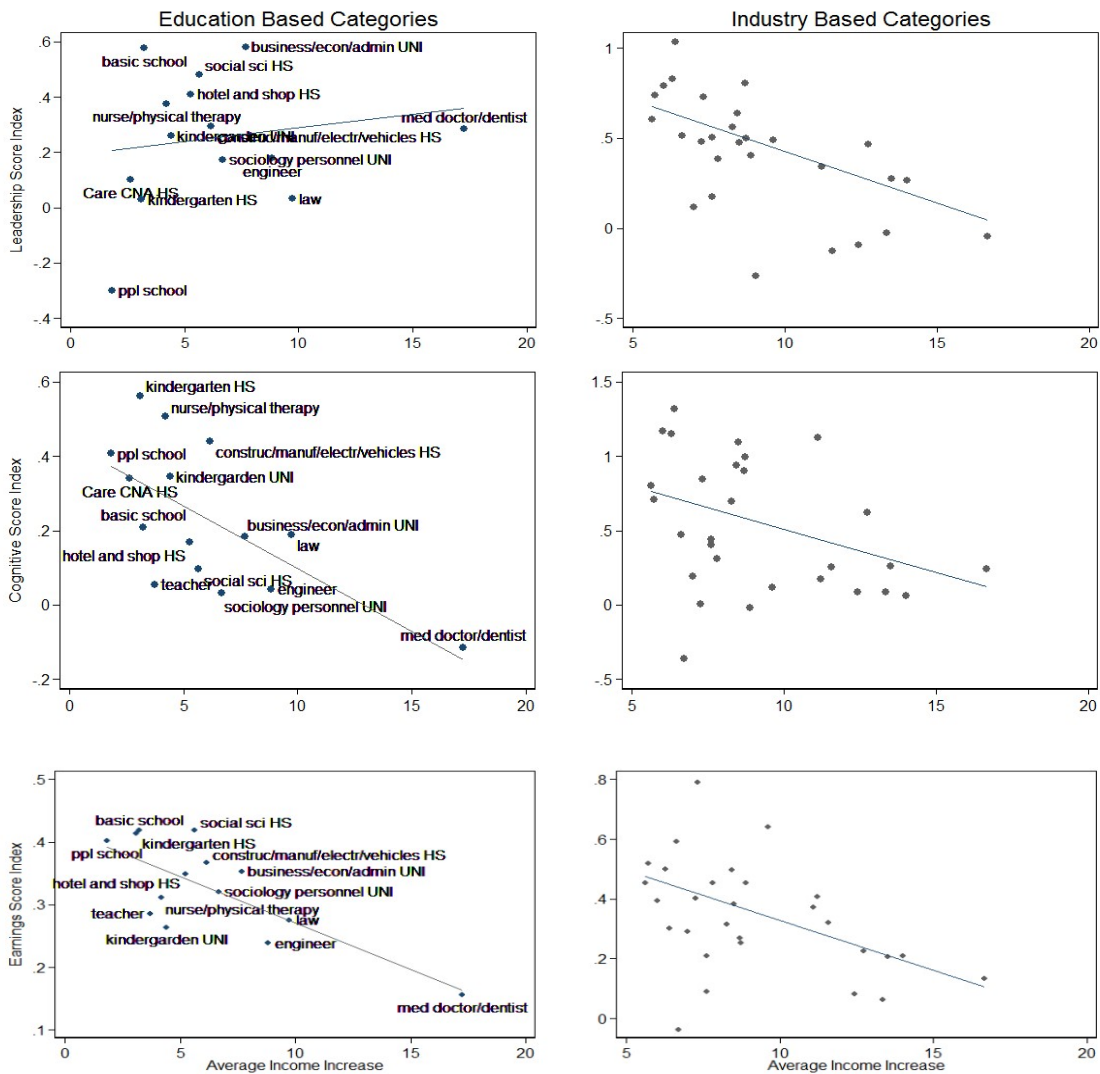 Education Based Categories
Industry Based Categories
Leadership Score Index
.6
.4
.2
0
-.2
-.4
basic school
business/econ/admin UNI
social sci HS
hotel and shop HS
nurse/physical therapy
med doctor/dentist
kindergarden UNI
construc/manuf/electr/vehicles HS
sociology personnel UNI
engineer
Care CNA HS
kindergarten HS
law
ppl school
0
5
10
15
20
1
.5
0
-.5
5
10
15
20
Cognitive Score Index
.6
.4
.2
0
-.2
kindergarten HS
nurse/physical therapy
ppl school
construc/manuf/electr/vehicles HS
kindergarden UNI
Care CNA HS
basic school
business/econ/admin UNI
law
hotel and shop HS
teacher
social sci HS
engineer
sociology personnel UNI
med doctor/dentist
0
5
10
15
20
1.5
1
.5
0
-.5
5
10
15
20
Earnings Score Index
.5
.4
.3
.2
.1
basic school
social sci HS
kindergarten HS
ppl school
construc/manuf/electr/vehicles HS
business/econ/admin UNI
hotel and shop HS
sociology personnel UNI
teacher
nurse/physical therapy
law
kindergarden UNI
engineer
med doctor/dentist
0
5
10
15
20
Average Income Increase
.8
.6
.4
.2
0
5
10
15
20
Average Income Increase